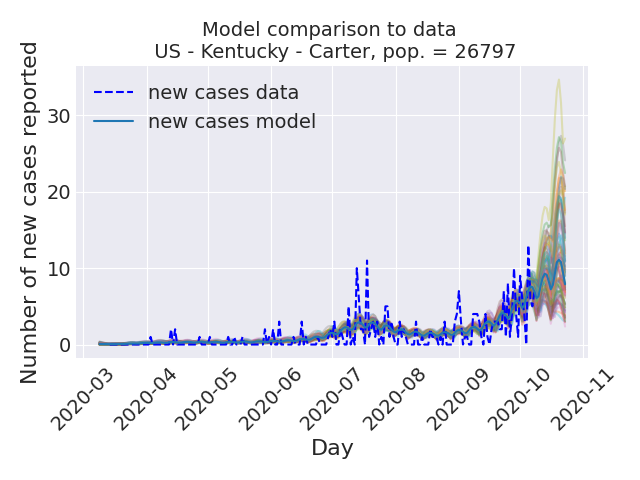 Model comparison to data
US - Kentucky - Carter, pop. = 26797
Number of new cases reported
30
20
10
0
new cases data
new cases model
2020-03
2020-04
2020-05
2020-06
2020-07
2020-08
2020-09
2020-10
2020-11
Day